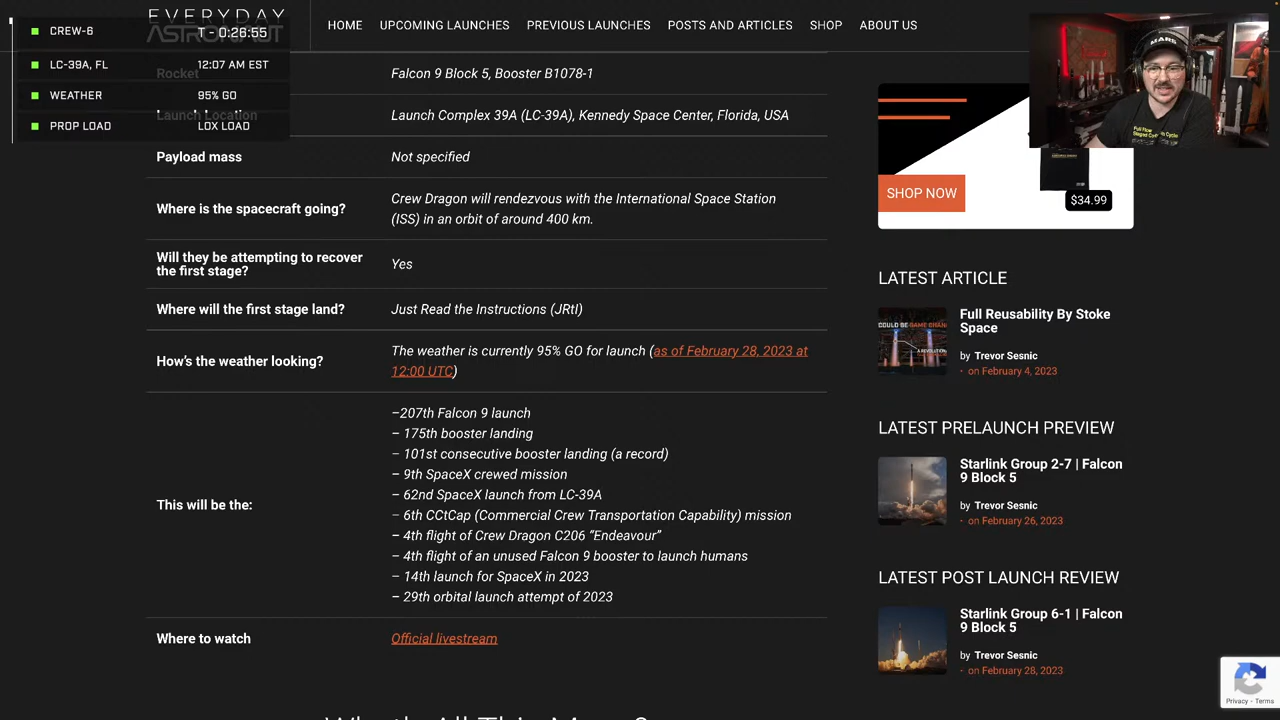 EVERYDAY
ASTRONAUT
HOME
UPCOMING LAUNCHES
PREVIOUS LAUNCHES
POSTS AND ARTICLES
SHOP
ABOUT US
CREW-6
T - 0:26:55
LC-39A, FL
12:07 AM EST
WEATHER
95% GO
PROP LOAD
LOX LOAD
Rocket
Falcon 9 Block 5, Booster B1078-1
Launch Location
Launch Complex 39A (LC-39A), Kennedy Space Center, Florida, USA
Payload mass
Not specified
Where is the spacecraft going?
Crew Dragon will rendezvous with the International Space Station
(ISS) in an orbit of around 400 km.
Will they be attempting to recover
the first stage?
Yes
Where will the first stage land?
Just Read the Instructions (JRtI)
How's the weather looking?
The weather is currently 95% GO for launch (as of February 28, 2023 at
12:00 UTC)
This will be the:
–207th Falcon 9 launch
– 175th booster landing
– 101st consecutive booster landing (a record)
– 9th SpaceX crewed mission
– 62nd SpaceX launch from LC-39A
– 6th CCtCap (Commercial Crew Transportation Capability) mission
– 4th flight of Crew Dragon C206 "Endeavour"
– 4th flight of an unused Falcon 9 booster to launch humans
– 14th launch for SpaceX in 2023
– 29th orbital launch attempt of 2023
Where to watch
Official livestream
MARS
Full Flow
SHOP NOW
$34.99
LATEST ARTICLE
Full Reusability By Stoke
Space
by Trevor Sesnic
· on February 4, 2023
LATEST PRELAUNCH PREVIEW
Starlink Group 2-7 | Falcon
9 Block 5
by Trevor Sesnic
· on February 26, 2023
LATEST POST LAUNCH REVIEW
Starlink Group 6-1 | Falcon
9 Block 5
by Trevor Sesnic
· on February 28, 2023
Privacy - Terms